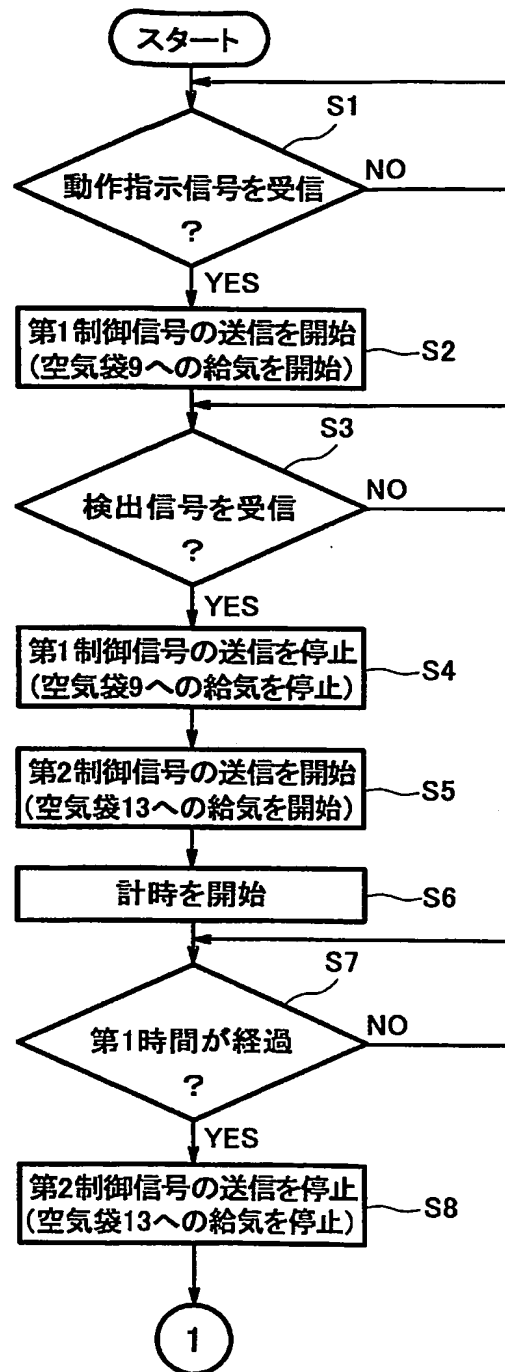 スタート
S1
動作指示信号を受信
?
NO
YES
第1制御信号の送信を開始
(空気袋9への給気を開始)
S2
S3
検出信号を受信
?
NO
YES
第1制御信号の送信を停止
(空気袋9への給気を停止)
S4
第2制御信号の送信を開始
(空気袋13への給気を開始)
S5
計時を開始
S6
S7
第1時間が経過
?
NO
YES
第2制御信号の送信を停止
(空気袋13への給気を停止)
S8
1